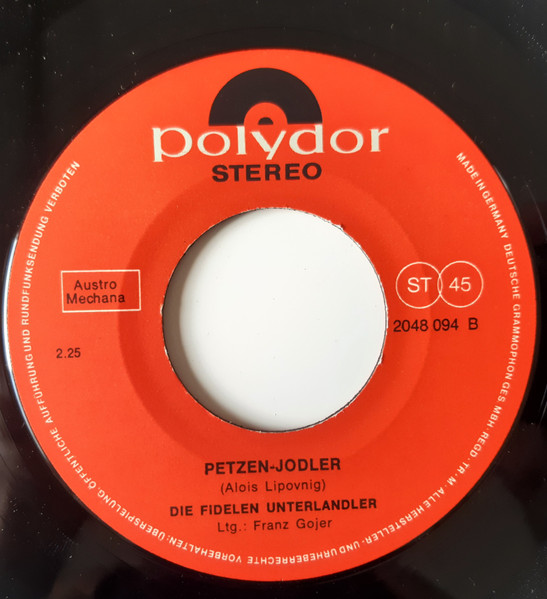 polydor
STEREO
Austro
Mechana
ST 45
2048 094 B
2.25
PETZEN-JODLER
(Alois Lipovnig)
DIE FIDELEN UNTERLANDLER
Ltg.: Franz Gojer
MADE IN GERMANY DEUTSCHE GRAMMOPHON GES. MBH REGD · TR · M · ALLE HERSTELLER- UND URHEBERRECHTE VORBEHALTEN: ÜBERSPIELUNG, ÖFFENTLICHE AUFFÜHRUNG UND RUNDFUNKSENDUNG VERBOTEN